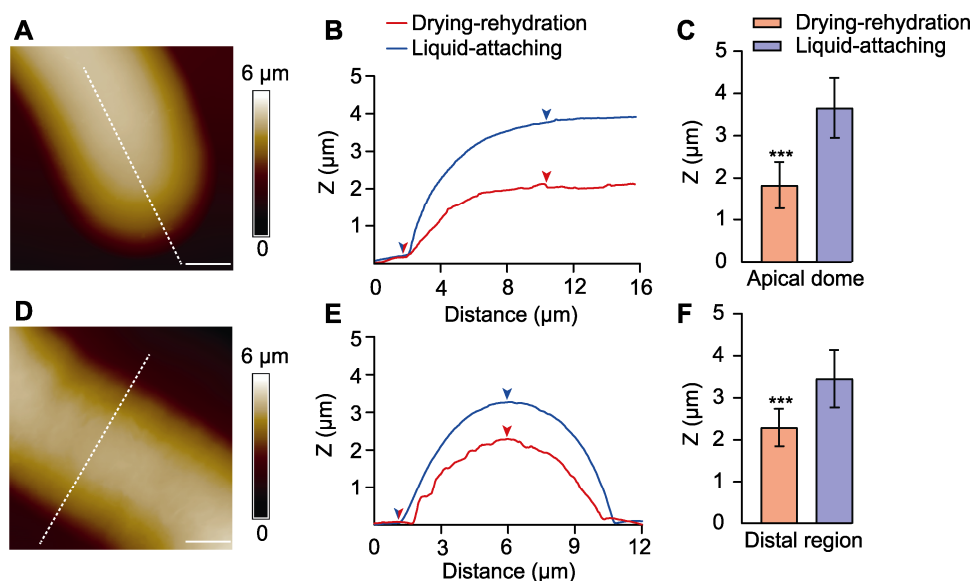 A
6 µm
0
B
Drying-rehydration
Liquid-attaching
5
4
3
2
1
Z (µm)
0
4
8
12
16
Distance (µm)
C
Drying-rehydration
Liquid-attaching
5
4
3
2
1
0
Z (µm)
***
Apical dome
D
6 µm
0
E
5
4
3
2
1
Z (µm)
0
3
6
9
12
Distance (µm)
F
5
4
3
2
1
0
Z (µm)
***
Distal region